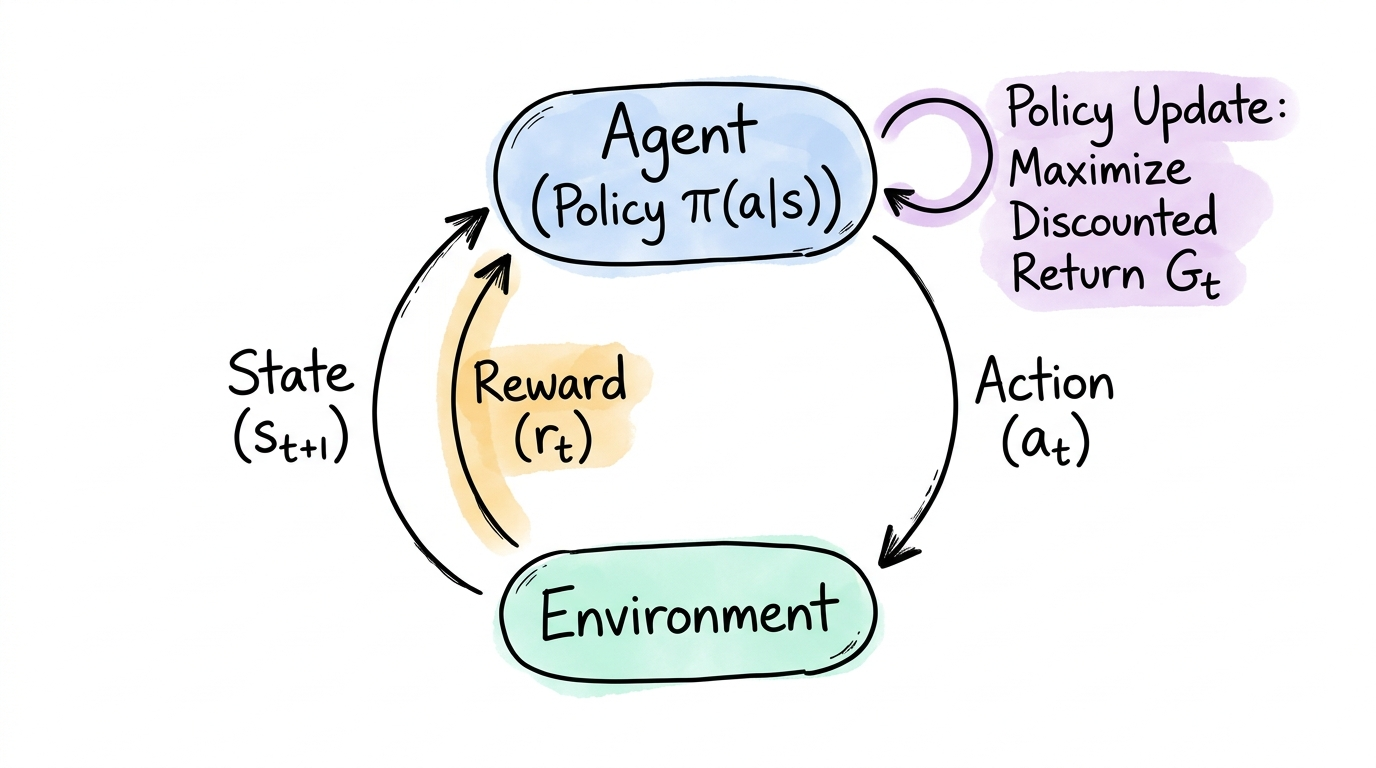 Agent
(Policy π(a|s))
Policy Update:
Maximize
Discounted
Return Gₜ
State
(sₜ₊₁)
Reward
(rₜ)
Action
(aₜ)
Environment